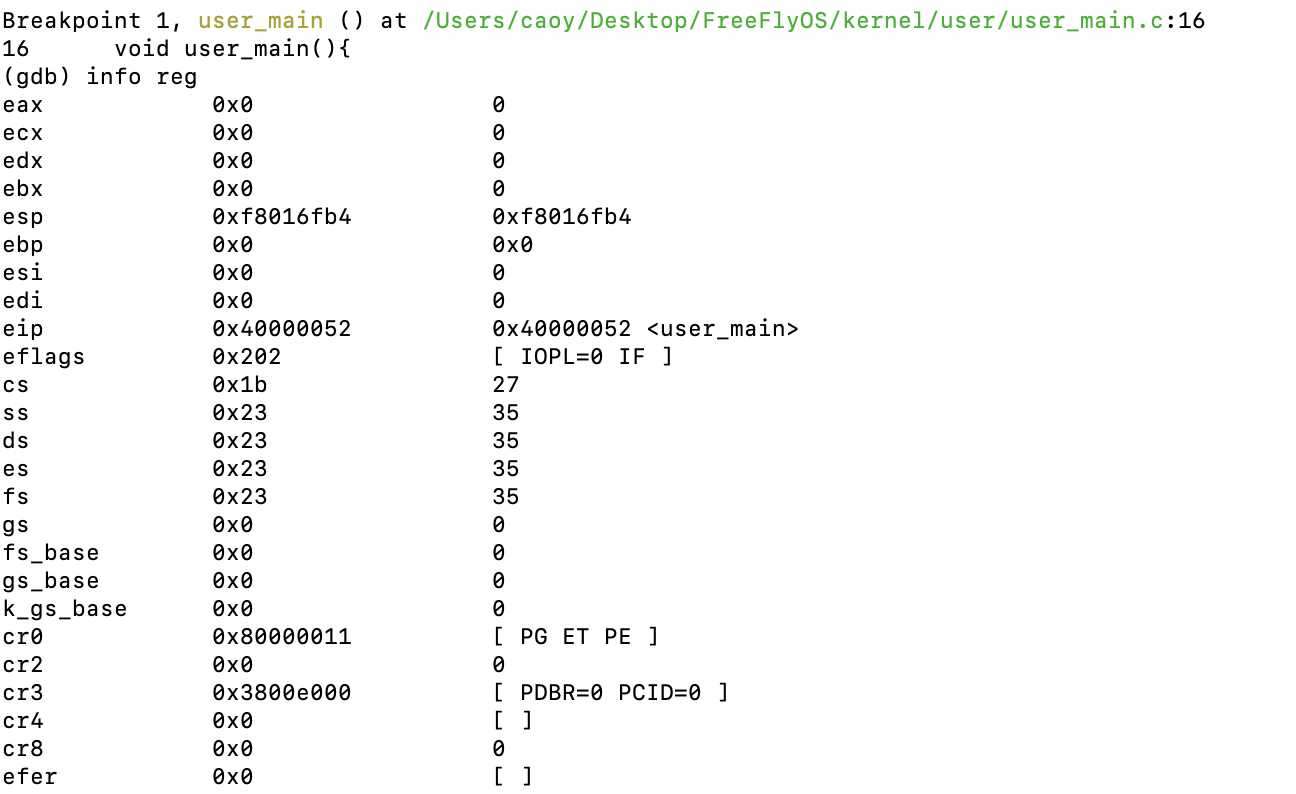 Breakpoint 1, user_main () at /Users/caoy/Desktop/FreeFlyOS/kernel/user/user_main.c:16
16      void user_main(){
(gdb) info reg
eax            0x0                 0
ecx            0x0                 0
edx            0x0                 0
ebx            0x0                 0
esp            0xf8016fb4          0xf8016fb4
ebp            0x0                 0x0
esi            0x0                 0
edi            0x0                 0
eip            0x40000052          0x40000052 <user_main>
eflags         0x202               [ IOPL=0 IF ]
cs             0x1b                27
ss             0x23                35
ds             0x23                35
es             0x23                35
fs             0x23                35
gs             0x0                 0
fs_base        0x0                 0
gs_base        0x0                 0
k_gs_base      0x0                 0
cr0            0x80000011          [ PG ET PE ]
cr2            0x0                 0
cr3            0x3800e000          [ PDBR=0 PCID=0 ]
cr4            0x0                 [ ]
cr8            0x0                 0
efer           0x0                 [ ]